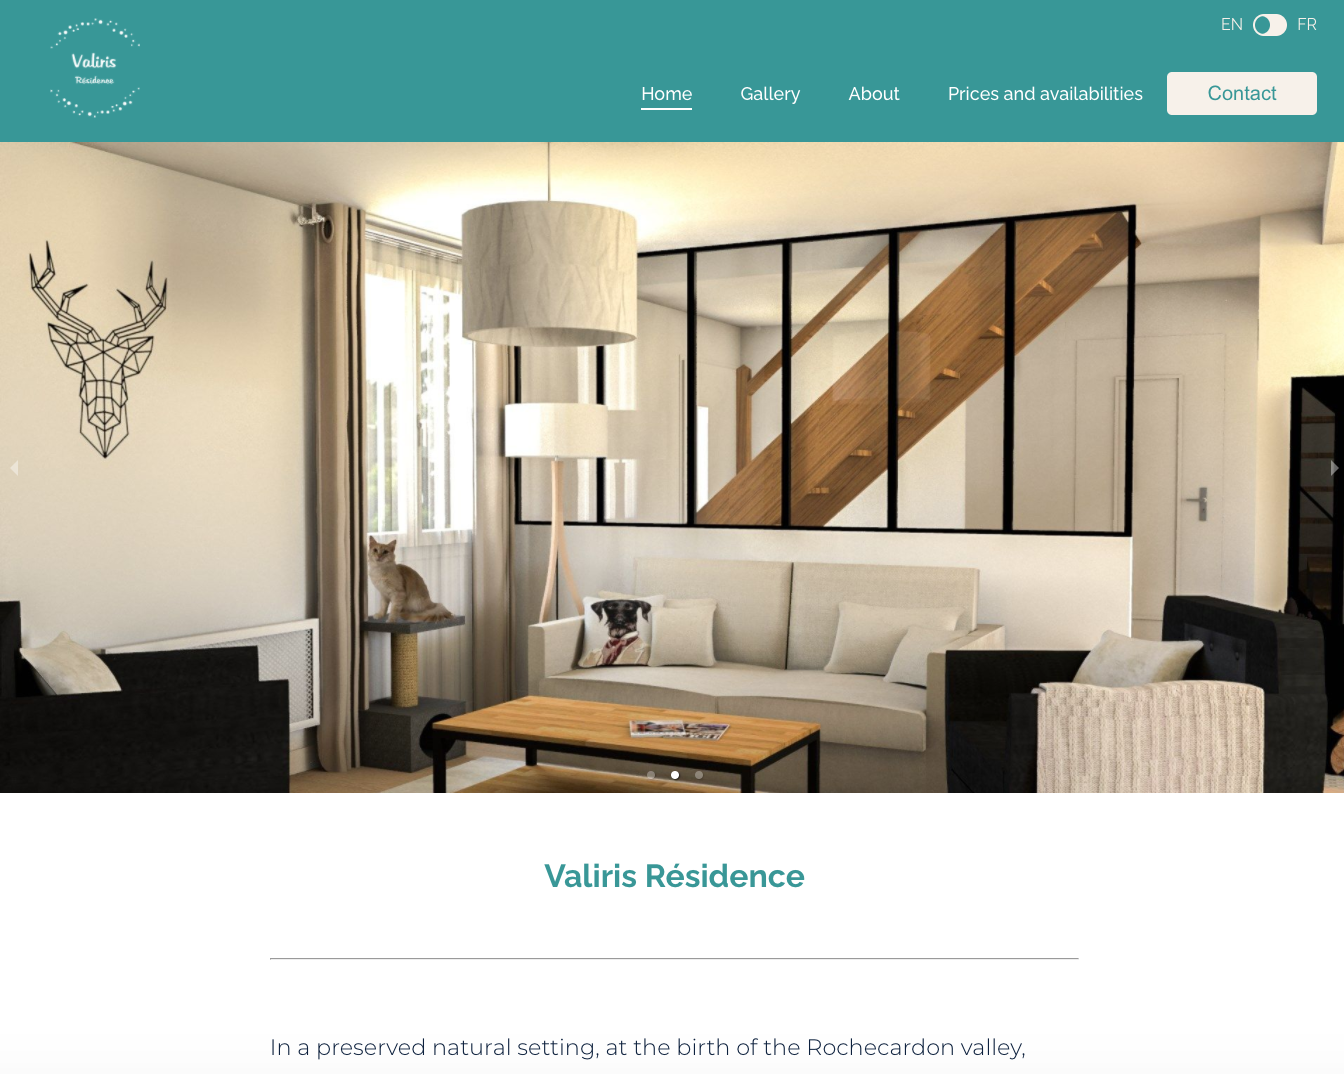 EN FR
Valiris
Résidence
Home Gallery About Prices and availabilities Contact
Valiris Résidence
In a preserved natural setting, at the birth of the Rochecardon valley,